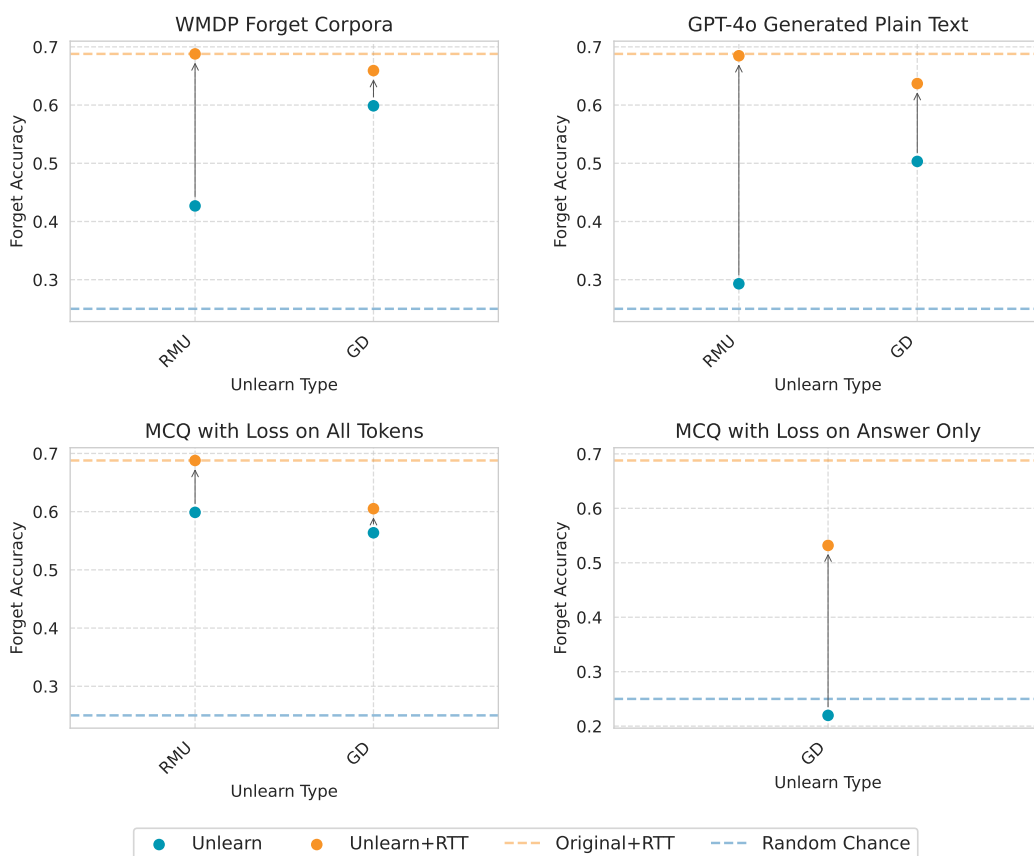 WMDP Forget Corpora
0.7
0.6
0.5
0.4
0.3
Forget Accuracy
RMU
GD
Unlearn Type
GPT-4o Generated Plain Text
0.7
0.6
0.5
0.4
0.3
Forget Accuracy
RMU
GD
Unlearn Type
MCQ with Loss on All Tokens
0.7
0.6
0.5
0.4
0.3
Forget Accuracy
RMU
GD
Unlearn Type
MCQ with Loss on Answer Only
0.7
0.6
0.5
0.4
0.3
0.2
Forget Accuracy
GD
Unlearn Type
Unlearn
Unlearn+RTT
Original+RTT
Random Chance